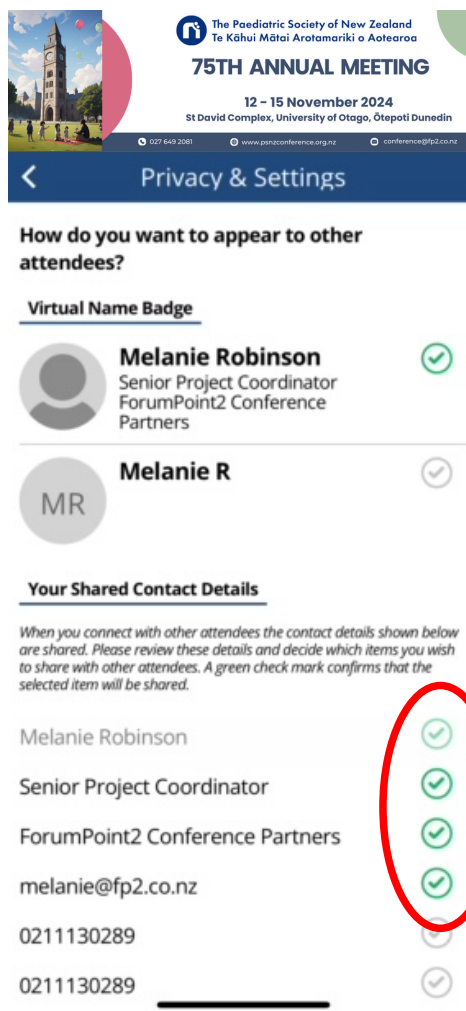 The Paediatric Society of New Zealand
Te Kāhui Mātai Arotamariki o Aotearoa
75TH ANNUAL MEETING
12 - 15 November 2024
St David Complex, University of Otago, Ōtepoti Dunedin
027 649 2081 www.psnzconference.org.nz conference@fp2.co.nz
Privacy & Settings
How do you want to appear to other
attendees?
Virtual Name Badge
Melanie Robinson
Senior Project Coordinator
ForumPoint2 Conference
Partners
MR
Melanie R
Your Shared Contact Details
When you connect with other attendees the contact details shown below
are shared. Please review these details and decide which items you wish
to share with other attendees. A green check mark confirms that the
selected item will be shared.
Melanie Robinson
Senior Project Coordinator
ForumPoint2 Conference Partners
melanie@fp2.co.nz
0211130289
0211130289